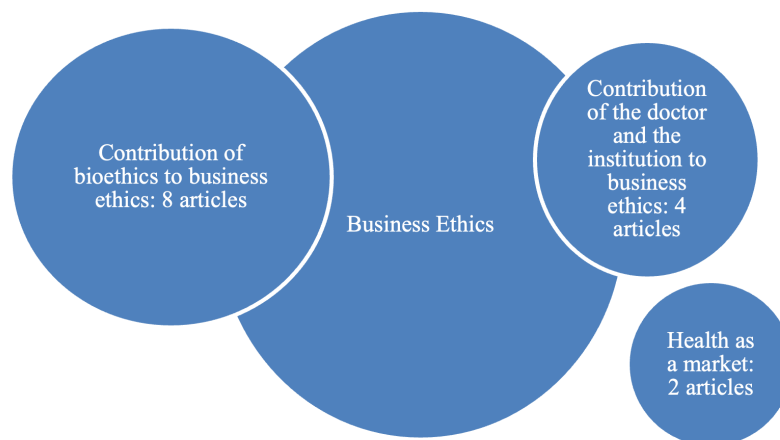 Contribution of
bioethics to business
ethics: 8 articles
Business Ethics
Contribution
of the doctor
and the
institution to
business
ethics: 4
articles
Health as
a market:
2 articles